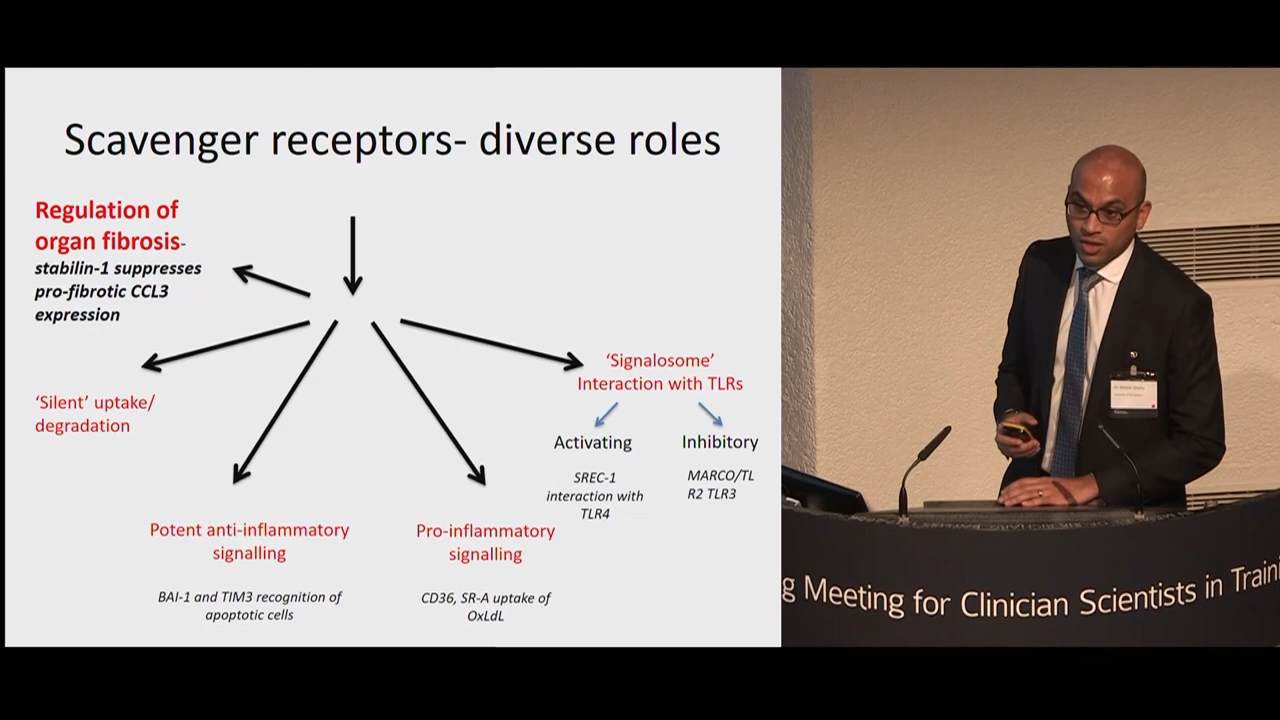 Scavenger receptors- diverse roles
Regulation of
organ fibrosis-
stabilin-1 suppresses
pro-fibrotic CCL3
expression
'Silent' uptake/
degradation
Potent anti-inflammatory
signalling
BAI-1 and TIM3 recognition of
apoptotic cells
Pro-inflammatory
signalling
CD36, SR-A uptake of
OxLdL
'Signalosome'
Interaction with TLRs
Activating
SREC-1
interaction with
TLR4
Inhibitory
MARCO/TL
R2 TLR3
g Meeting for Clinician Scientists in Traini